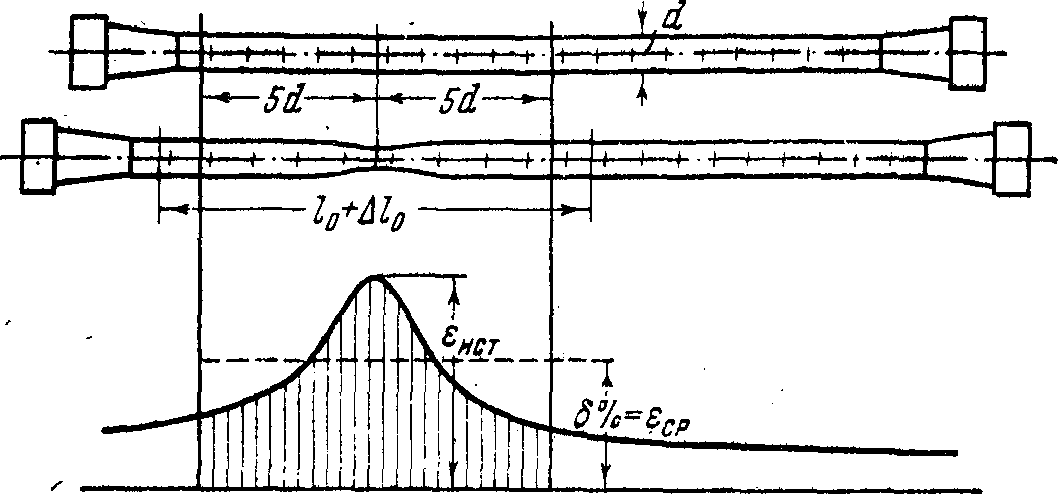 d
5d 5d
l₀+Δl₀
εист
δ%=εср